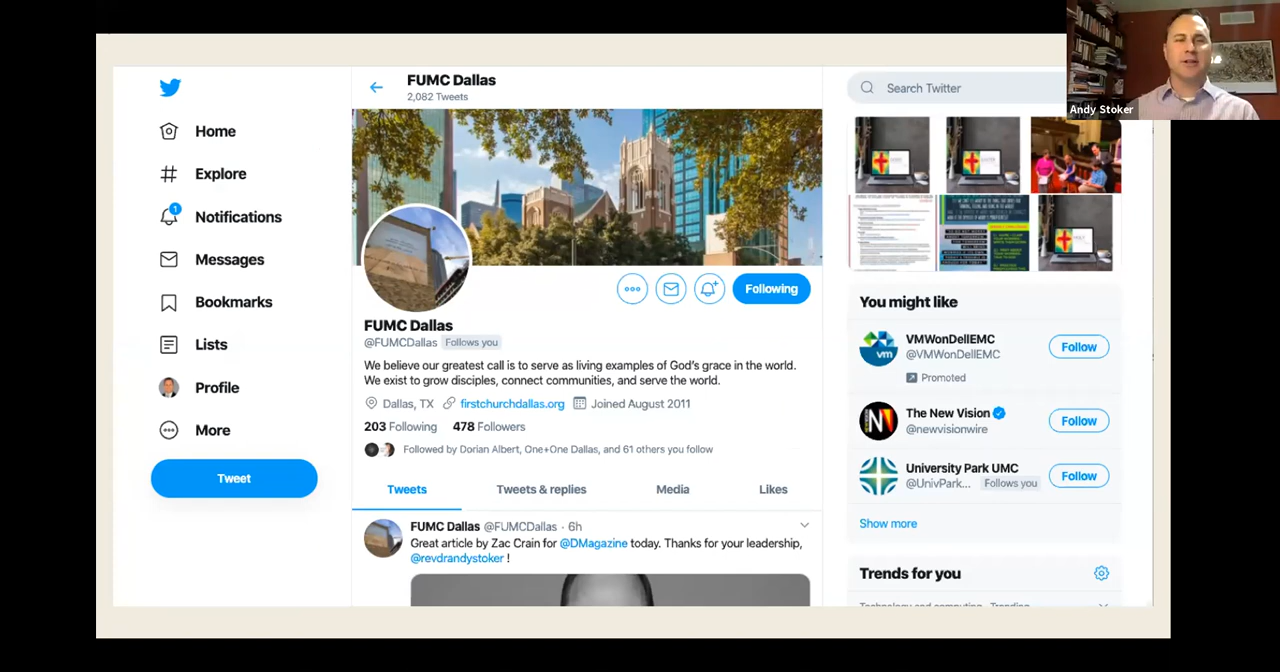 Andy Stoker
Home
Explore
1
Notifications
Messages
Bookmarks
Lists
Profile
More
Tweet
FUMC Dallas
2,082 Tweets
Following
FUMC Dallas
@FUMCDallas Follows you
We believe our greatest call is to serve as living examples of God's grace in the world.
We exist to grow disciples, connect communities, and serve the world.
Dallas, TX firstchurchdallas.org Joined August 2011
203 Following 478 Followers
Followed by Dorian Albert, One+One Dallas, and 61 others you follow
Tweets Tweets & replies Media Likes
FUMC Dallas @FUMCDallas · 6h
Great article by Zac Crain for @DMagazine today. Thanks for your leadership,
@revdrandystoker !
Search Twitter
You might like
VMWonDellEMC
@VMWonDellEMC
Follow
Promoted
vm
The New Vision
@newvisionwire
Follow
N
University Park UMC
@UnivPark... Follows you
Follow
Show more
Trends for you
Technology and computing · Trending